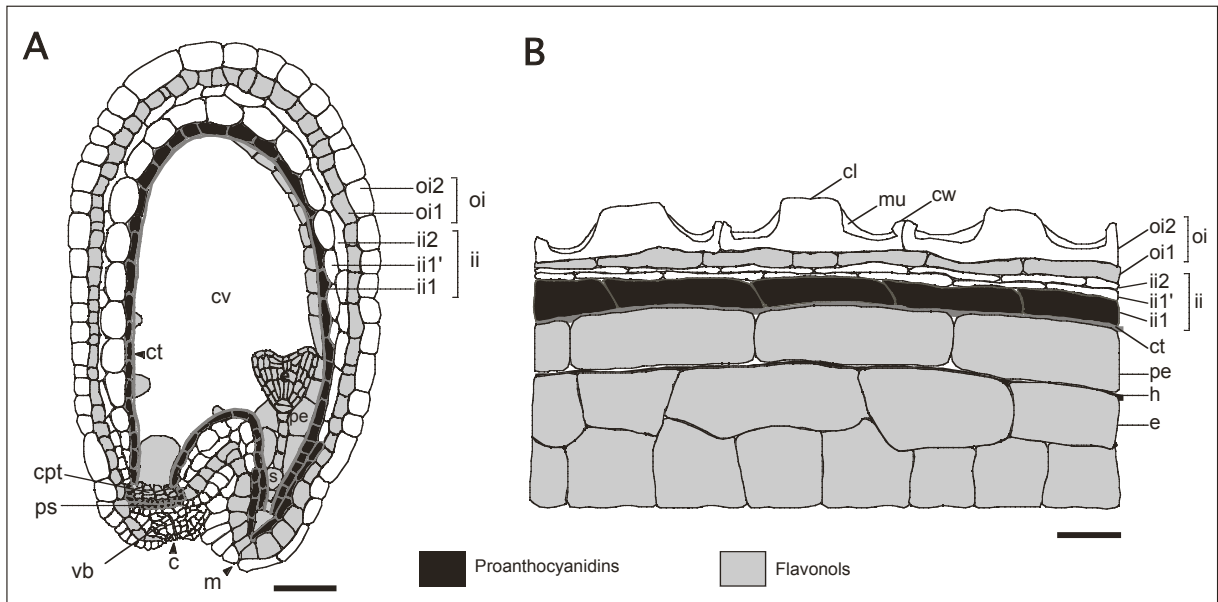 A
B
oi2
oi1
oi
ii2
ii1'
ii1
ii
cv
ct
e
pe
s
cpt
ps
vb
c
m
cl
mu
cw
oi2
oi1
oi
ii2
ii1'
ii1
ii
ct
pe
h
e
Proanthocyanidins
Flavonols